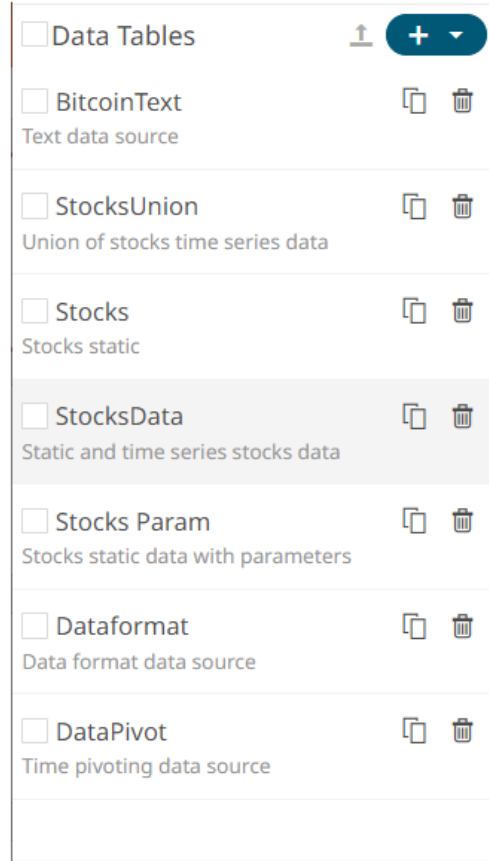 Data Tables
BitcoinText
Text data source
StocksUnion
Union of stocks time series data
Stocks
Stocks static
StocksData
Static and time series stocks data
Stocks Param
Stocks static data with parameters
Dataformat
Data format data source
DataPivot
Time pivoting data source